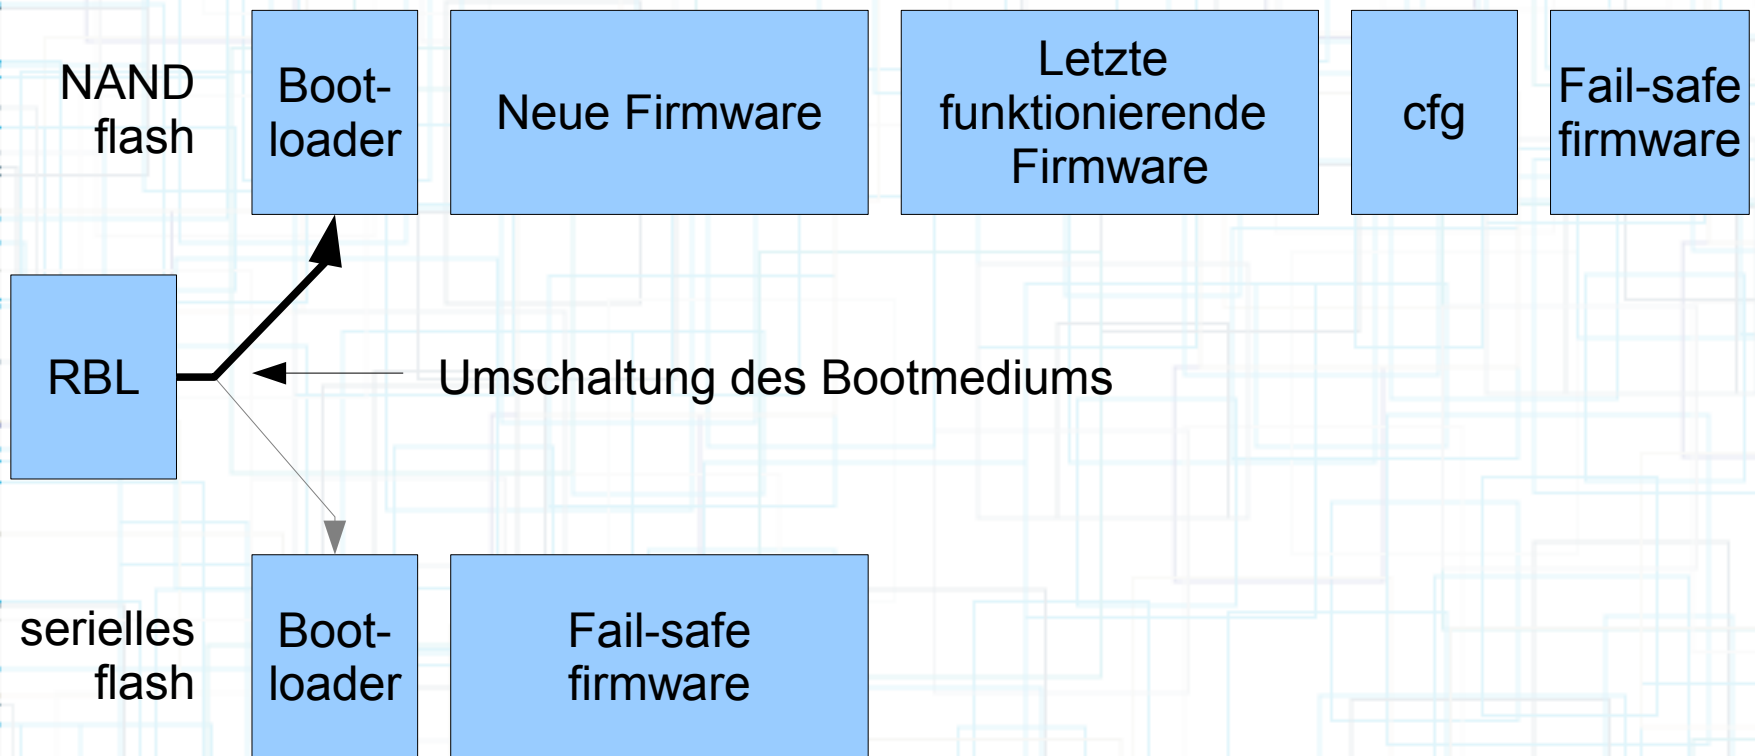 NAND
flash
Boot-
loader
Neue Firmware
Letzte
funktionierende
Firmware
cfg
Fail-safe
firmware
RBL
Umschaltung des Bootmediums
serielles
flash
Boot-
loader
Fail-safe
firmware